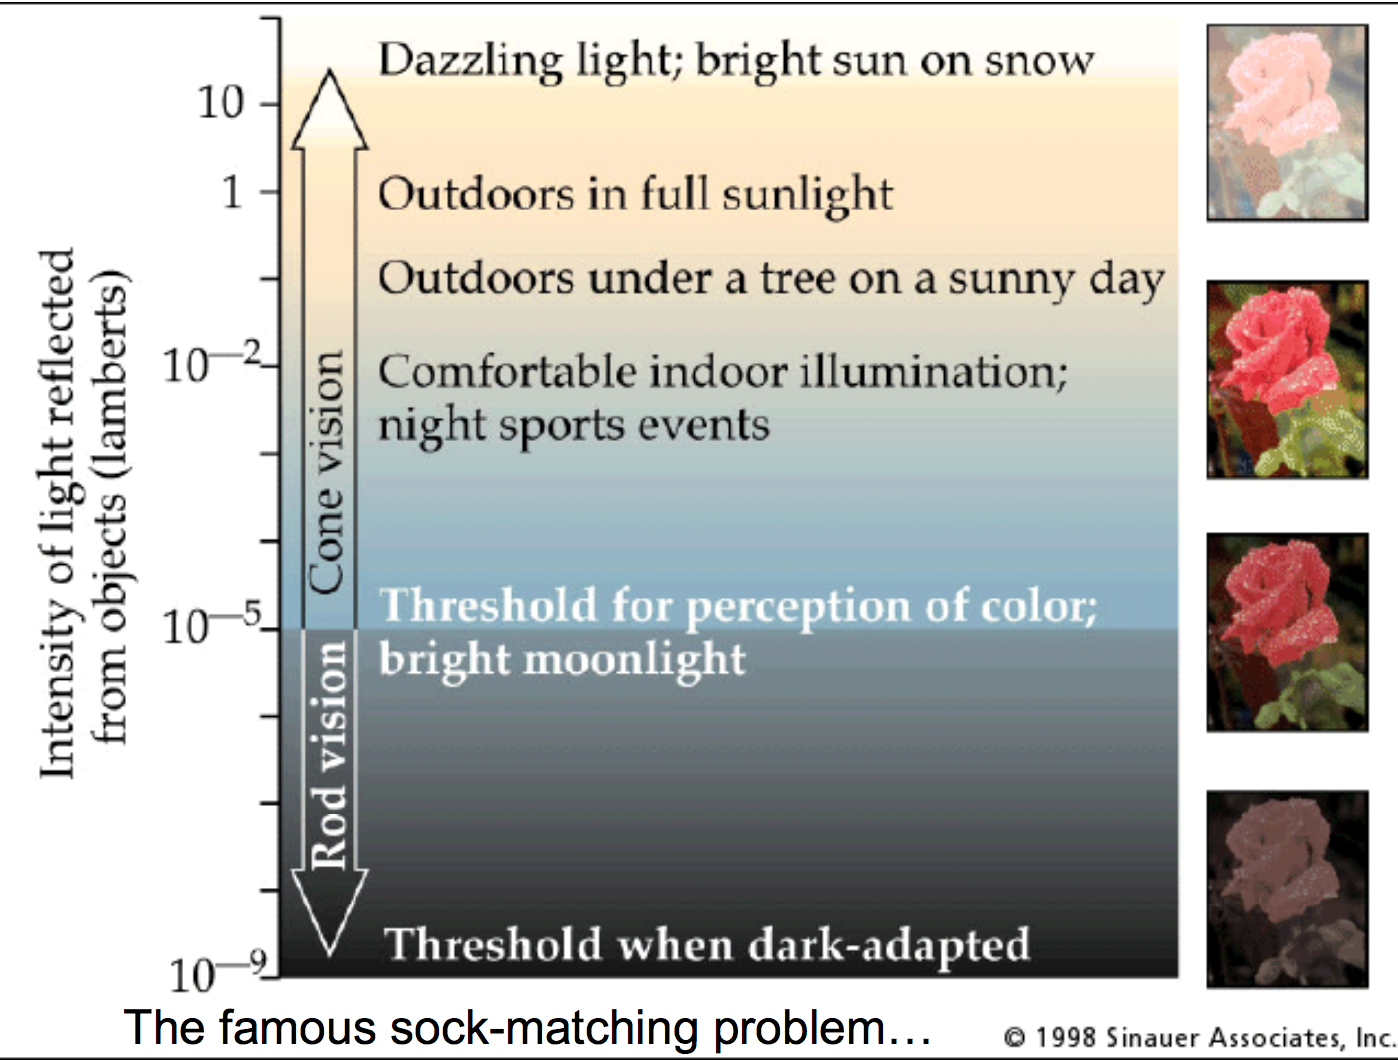 Dazzling light; bright sun on snow
10
1
Outdoors in full sunlight
Outdoors under a tree on a sunny day
10—2
Comfortable indoor illumination;
night sports events
Intensity of light reflected
from objects (lamberts)
Cone vision
10—5
Threshold for perception of color;
bright moonlight
Rod vision
Threshold when dark-adapted
10—9
The famous sock-matching problem…
© 1998 Sinauer Associates, Inc.